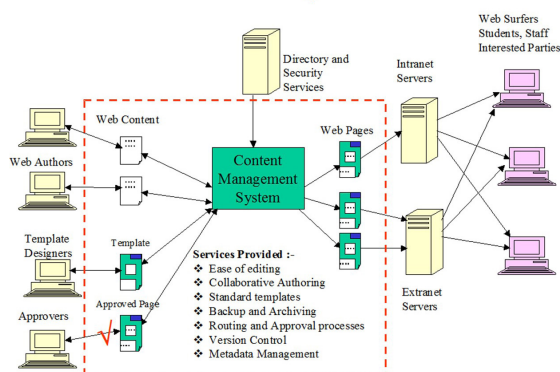 Web Surfers
Students, Staff
Interested Parties
Directory and
Security
Services
Intranet
Servers
Web Content
Web Pages
Web Authors
Content
Management
System
Template
Designers
Template
Services Provided :-
Ease of editing
Collaborative Authoring
Standard templates
Backup and Archiving
Routing and Approval processes
Version Control
Metadata Management
Extranet
Servers
Approved Page
Approvers